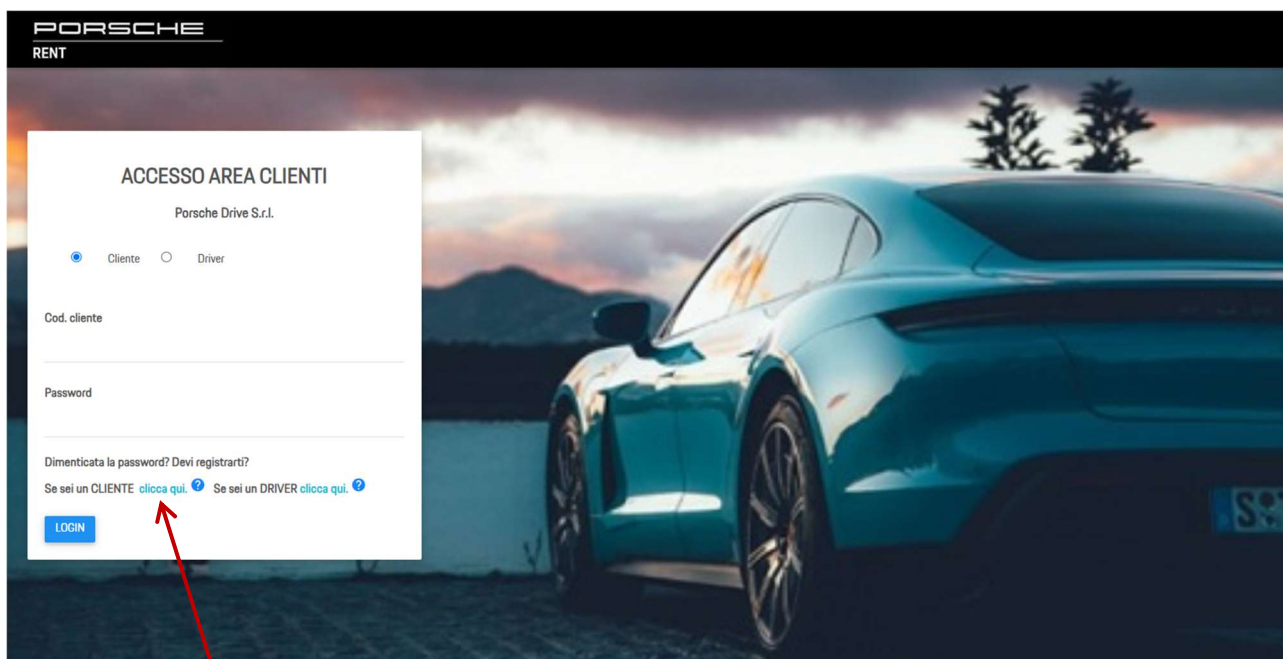 PORSCHE
RENT
ACCESSO AREA CLIENTI
Porsche Drive S.r.l.
Cliente Driver
Cod. cliente
Password
Dimenticata la password? Devi registrarti?
Se sei un CLIENTE clicca qui. ? Se sei un DRIVER clicca qui. ?
LOGIN